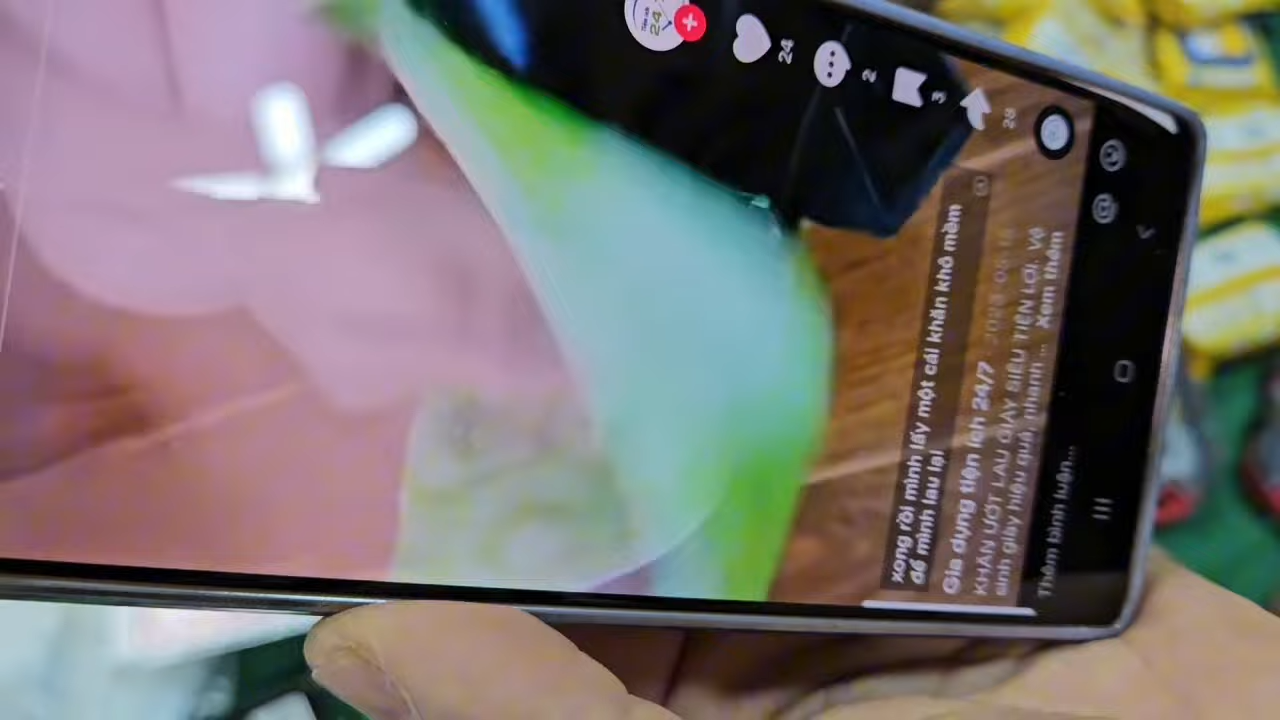 24
2
3
28
xong rồi mình lấy một cái khăn khô mềm
để mình lau lại
Gia dụng tiện ích 24/7
KHĂN ƯỚT LAU GIÀY SIÊU TIỆN LỢI. Vệ
sinh giày hiệu quả, nhanh ... Xem thêm
Thêm bình luận...